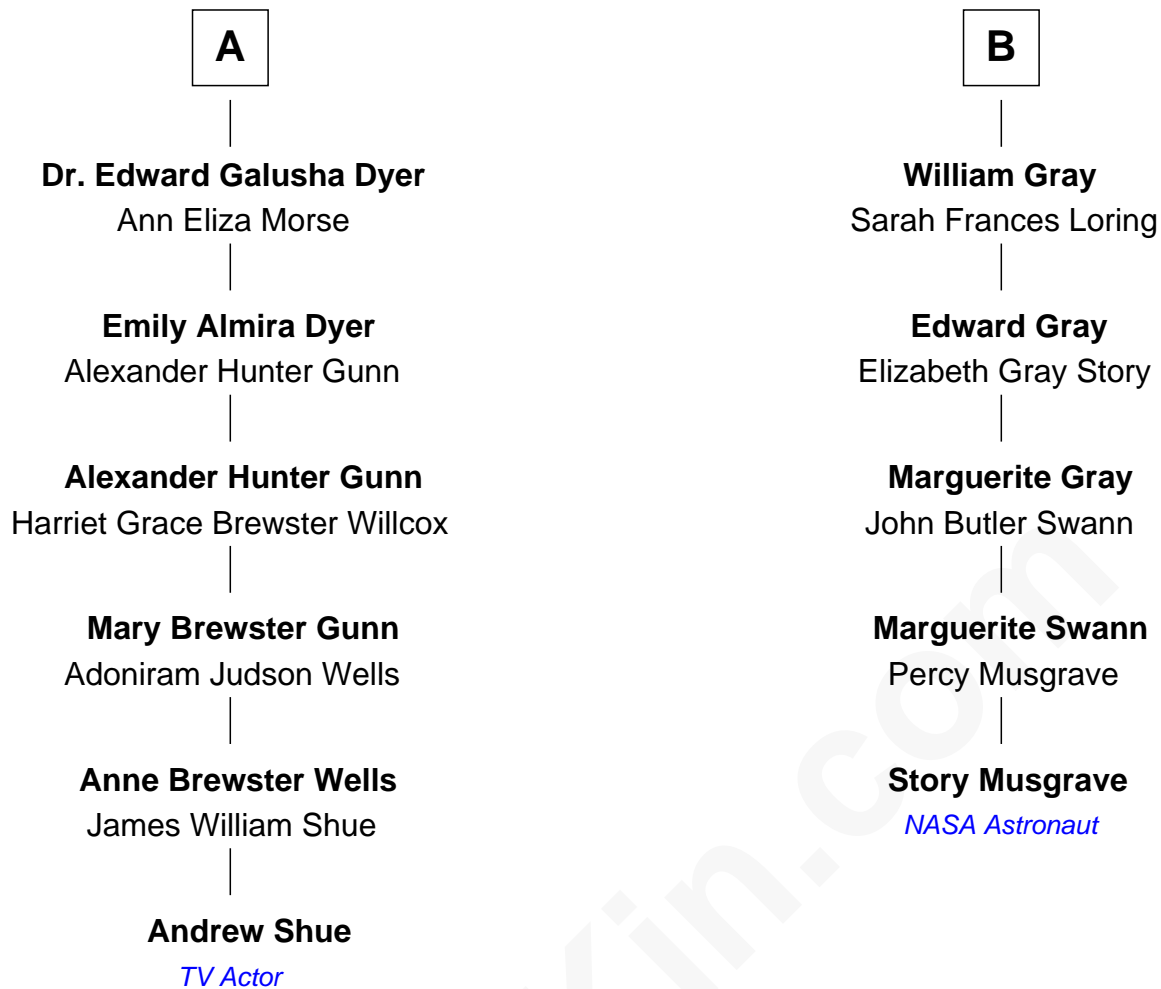 A
Dr. Edward Galusha Dyer
Ann Eliza Morse
Emily Almira Dyer
Alexander Hunter Gunn
Alexander Hunter Gunn
Harriet Grace Brewster Willcox
Mary Brewster Gunn
Adoniram Judson Wells
Anne Brewster Wells
James William Shue
Andrew Shue
TV Actor
B
William Gray
Sarah Frances Loring
Edward Gray
Elizabeth Gray Story
Marguerite Gray
John Butler Swann
Marguerite Swann
Percy Musgrave
Story Musgrave
NASA Astronaut
Kin.com